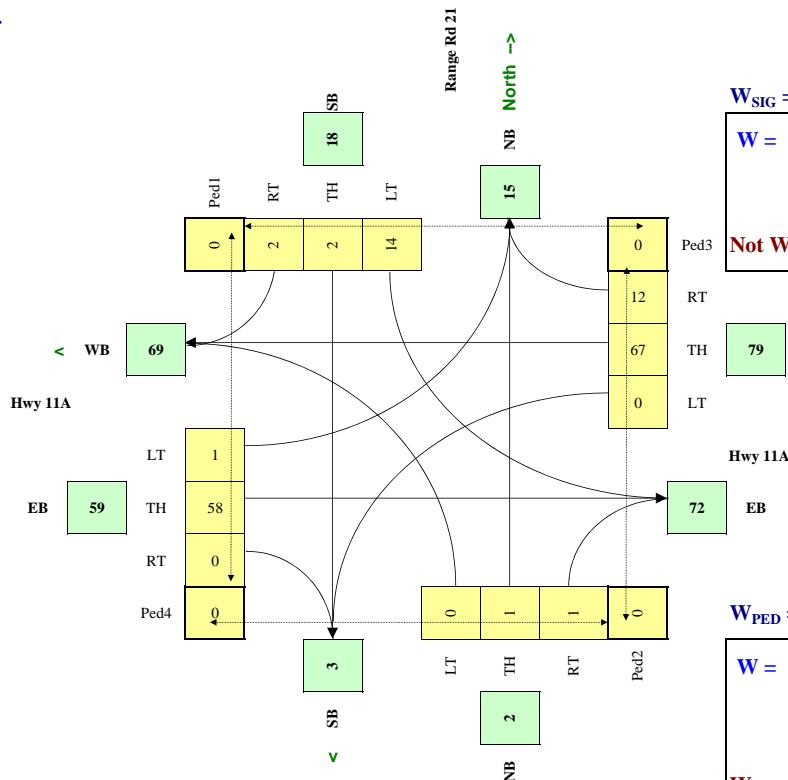 Range Rd 21
North -->
SB
18
NB
15
W_SIG =
W =
Not W
Ped1
RT
TH
LT
0
2
2
14
0
Ped3
12
RT
< WB
69
67
TH
79
Hwy 11A
0
LT
LT
1
Hwy 11A
EB
59
TH
58
72
EB
RT
0
Ped4
0
0
1
1
0
W_PED =
W =
3
LT
TH
RT
Ped2
SB
2
<
NB